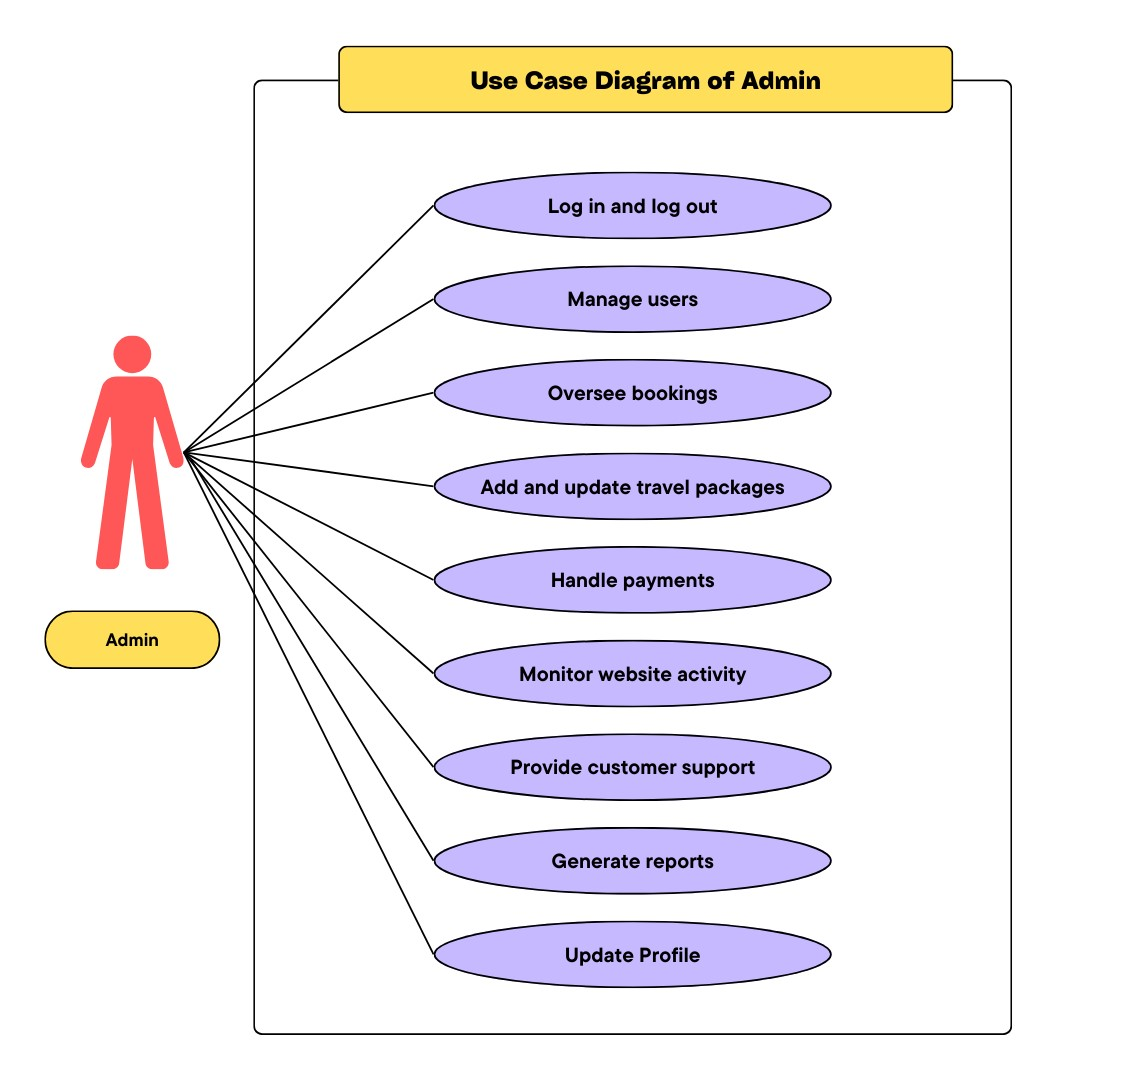 Use Case Diagram of Admin
Log in and log out
Manage users
Oversee bookings
Add and update travel packages
Handle payments
Monitor website activity
Admin
Provide customer support
Generate reports
Update Profile